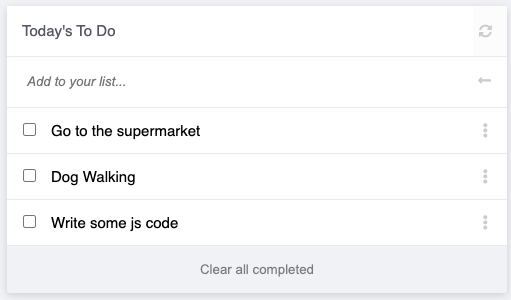 Today's To Do
Add to your list...
Go to the supermarket
Dog Walking
Write some js code
Clear all completed